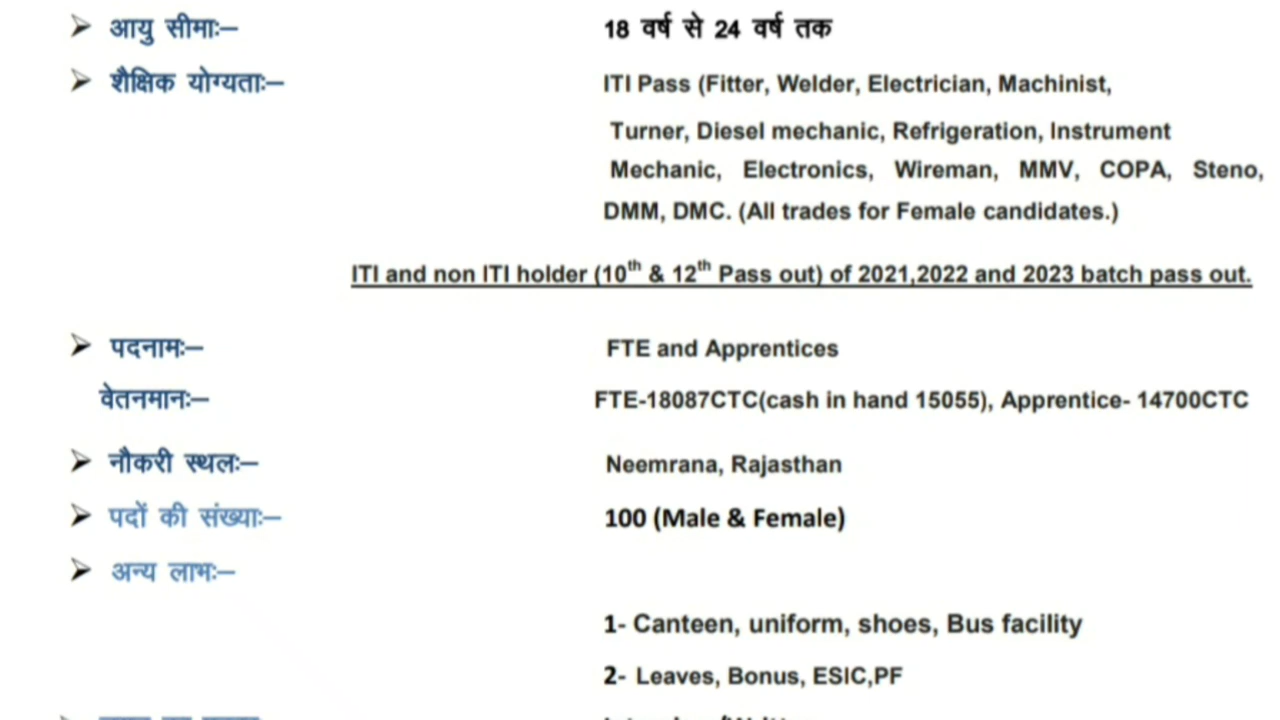 ➢ आयु सीमाः– 18 वर्ष से 24 वर्ष तक
➢ शैक्षिक योग्यताः– ITI Pass (Fitter, Welder, Electrician, Machinist,
Turner, Diesel mechanic, Refrigeration, Instrument
Mechanic, Electronics, Wireman, MMV, COPA, Steno,
DMM, DMC. (All trades for Female candidates.)
ITI and non ITI holder (10th & 12th Pass out) of 2021,2022 and 2023 batch pass out.
➢ पदनामः– FTE and Apprentices
वेतनमानः– FTE-18087CTC(cash in hand 15055), Apprentice- 14700CTC
➢ नौकरी स्थलः– Neemrana, Rajasthan
➢ पदों की संख्याः– 100 (Male & Female)
➢ अन्य लाभः–
1- Canteen, uniform, shoes, Bus facility
2- Leaves, Bonus, ESIC,PF